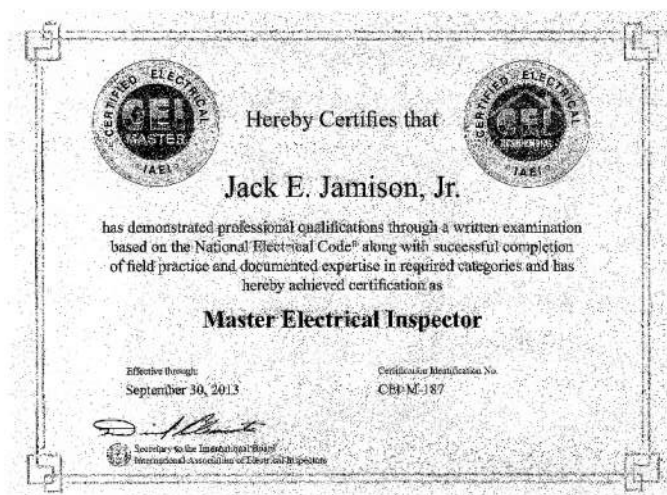 CERTIFIED ELECTRICAL
CEI
MASTER
IAEI
CERTIFIED ELECTRICAL
CEI
RESIDENTIAL
IAEI
Hereby Certifies that
Jack E. Jamison, Jr.
has demonstrated professional qualifications through a written examination
based on the National Electrical Code® along with successful completion
of field practice and documented expertise in required categories and has
hereby achieved certification as
Master Electrical Inspector
Effective through:
September 30, 2013
Certification Identification No.
CEI-M-187
Secretary to the International Board
International Association of Electrical Inspectors